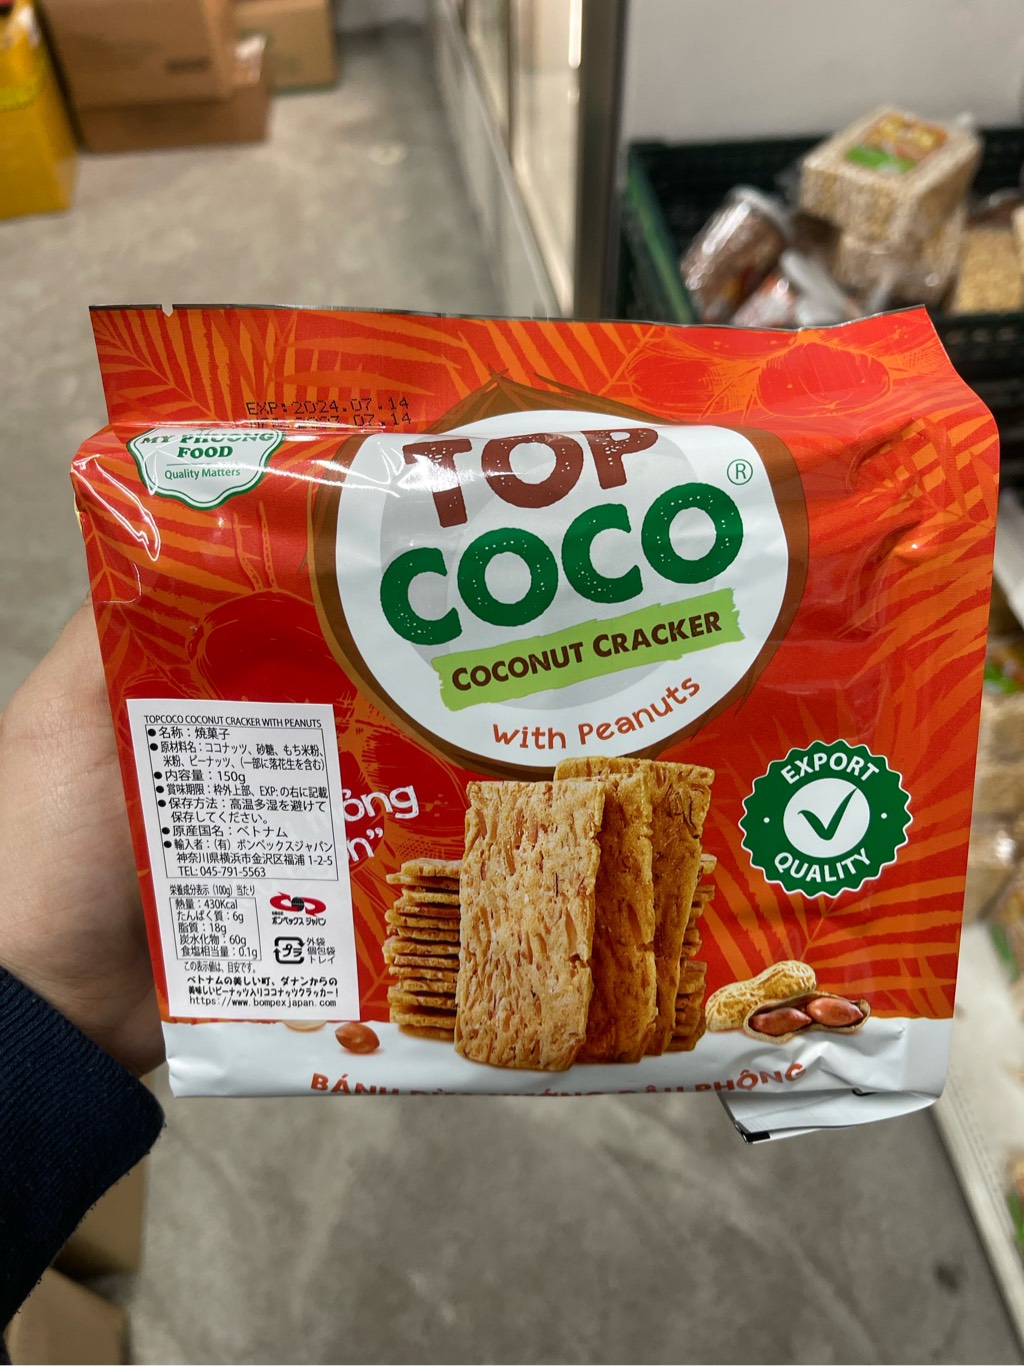 EXP: 2024.07.14
07.14
MY PHUONG
FOOD
Quality Matters
TOP
COCO
®
COCONUT CRACKER
with Peanuts
TOPCOCO COCONUT CRACKER WITH PEANUTS
●名称：焼菓子
●原材料名：ココナッツ、砂糖、もち米粉、
米粉、ピーナッツ、(一部に落花生を含む)
●内容量：150g
●賞味期限：枠外上部、EXP:の右に記載
●保存方法：高温多湿を避けて
保存してください。
●原産国名：ベトナム
●輸入者：(有) ボンペックスジャパン
神奈川県横浜市金沢区福浦 1-2-5
TEL: 045-791-5563
栄養成分表示 (100g) 当たり
熱量：430Kcal
たんぱく質：6g
脂質：18g
炭水化物：60g
食塩相当量：0.1g
この表示値は、目安です。
ボンペックス ジャパン
プラ
外袋
個包袋
トレイ
ベトナムの美しい町、ダナンからの
美味しいピーナッツ入りココナッツクラッカー!
https://www.bompexjapan.com
EXPORT
QUALITY
BÁNH
PHỘNG